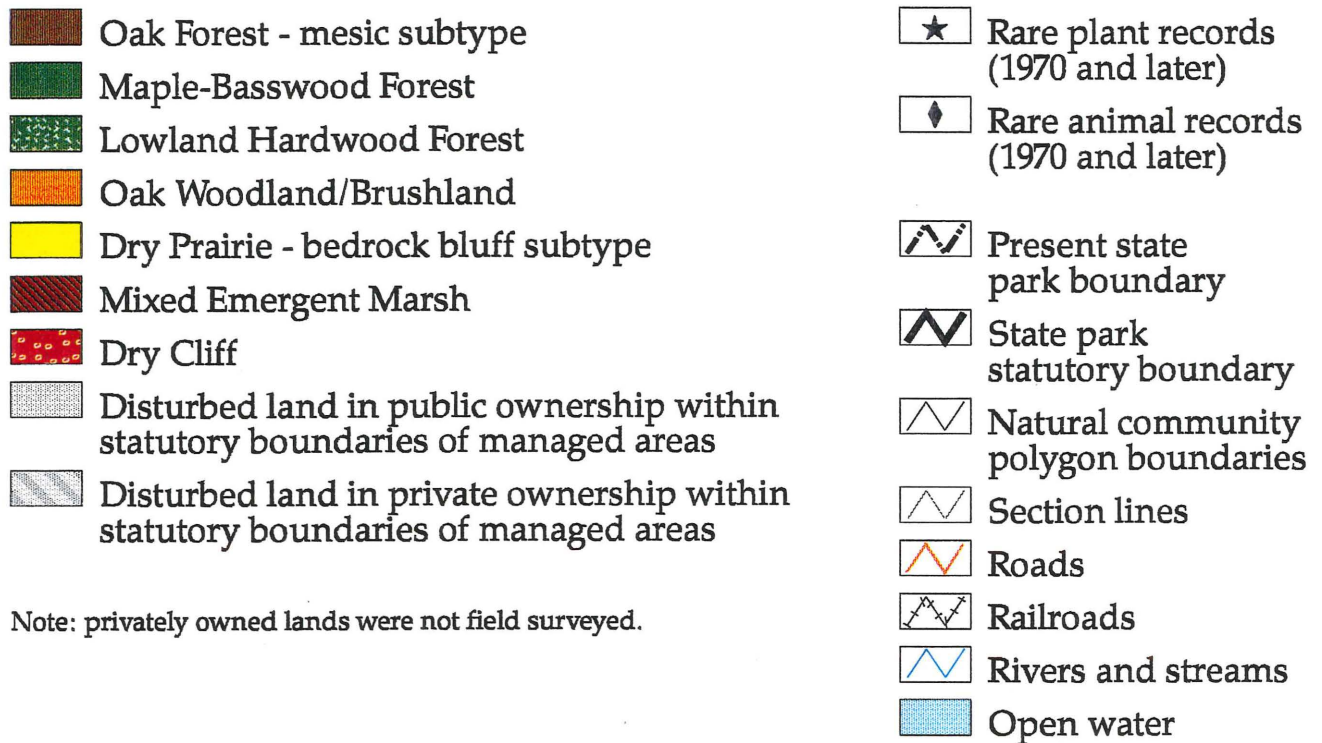 Oak Forest - mesic subtype
Maple-Basswood Forest
Lowland Hardwood Forest
Oak Woodland/Brushland
Dry Prairie - bedrock bluff subtype
Mixed Emergent Marsh
Dry Cliff
Disturbed land in public ownership within
statutory boundaries of managed areas
Disturbed land in private ownership within
statutory boundaries of managed areas
Note: privately owned lands were not field surveyed.
Rare plant records
(1970 and later)
Rare animal records
(1970 and later)
Present state
park boundary
State park
statutory boundary
Natural community
polygon boundaries
Section lines
Roads
Railroads
Rivers and streams
Open water